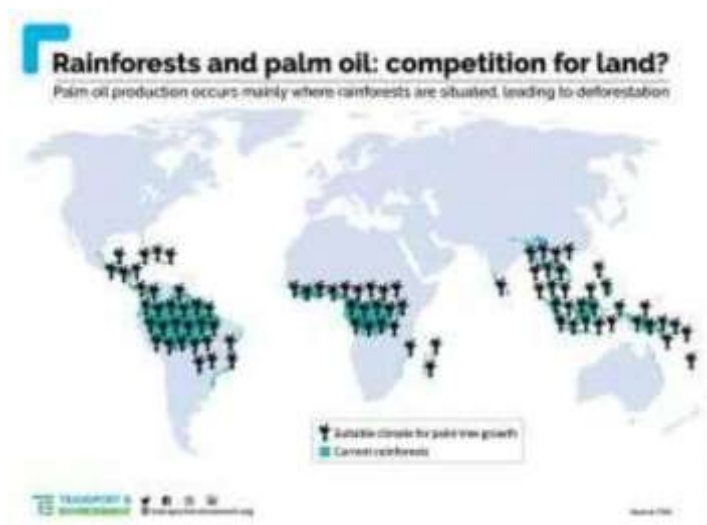 Rainforests and palm oil: competition for land?
Palm oil production occurs mainly where rainforests are situated, leading to deforestation
Suitable climate for palm tree growth
Current rainforests
TRANSPORT &
ENVIRONMENT